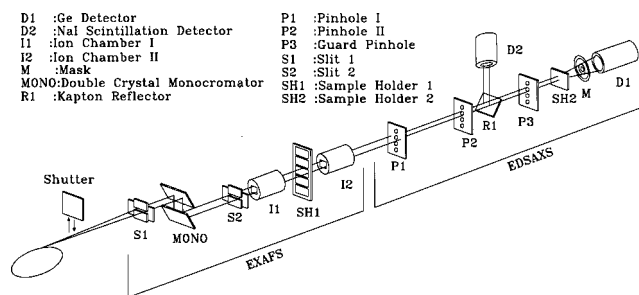 D1 :Ge Detector
D2 :NaI Scintillation Detector
I1 :Ion Chamber I
I2 :Ion Chamber II
M :Mask
MONO:Double Crystal Monocromator
R1 :Kapton Reflector
P1 :Pinhole I
P2 :Pinhole II
P3 :Guard Pinhole
S1 :Slit 1
S2 :Slit 2
SH1 :Sample Holder 1
SH2 :Sample Holder 2
D2
D1
M
SH2
R1
P3
P2
P1
EDSAXS
I2
SH1
I1
S2
MONO
S1
Shutter
EXAFS